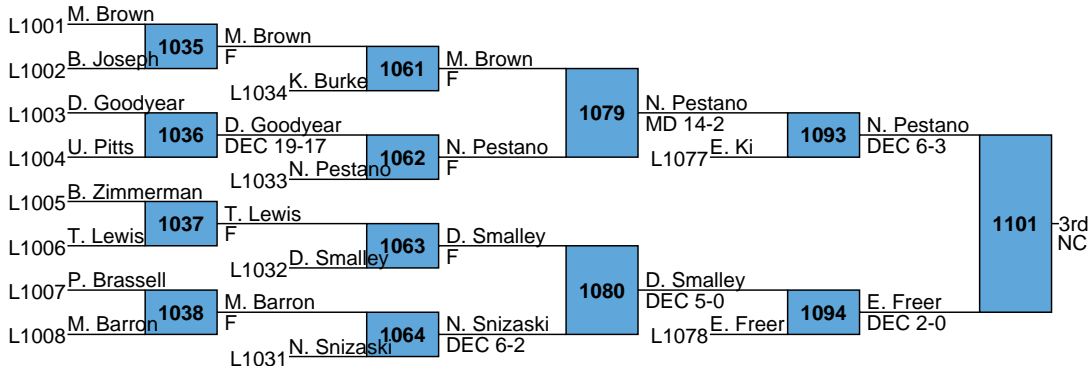 L1001 M. Brown
1035
M. Brown
F
L1002 B. Joseph
1061
M. Brown
F
L1034 K. Burke
L1003 D. Goodyear
1036
D. Goodyear
DEC 19-17
L1004 U. Pitts
1062
N. Pestano
F
L1033 N. Pestano
1079
N. Pestano
MD 14-2
L1077 E. Ki
1093
N. Pestano
DEC 6-3
L1005 B. Zimmerman
1037
T. Lewis
F
L1006 T. Lewis
1063
D. Smalley
F
L1032 D. Smalley
L1007 P. Brassell
1038
M. Barron
F
L1008 M. Barron
1064
N. Snizaski
DEC 6-2
L1031 N. Snizaski
1080
D. Smalley
DEC 5-0
L1078 E. Freer
1094
E. Freer
DEC 2-0
1101
3rd
NC